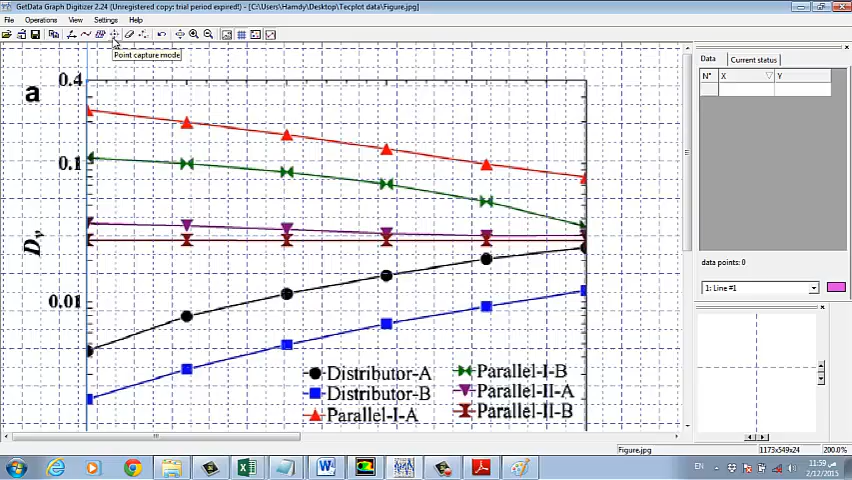 GetData Graph Digitizer 2.24 (Unregistered copy: trial period expired!) - [C:\Users\Hamdy\Desktop\Tecplot data\Figure.jpg]
File Operations View Settings Help
Point capture mode
a
0.4
0.1
Dy
0.01
Distributor-A
Distributor-B
Parallel-I-A
Parallel-I-B
Parallel-II-A
Parallel-II-B
Data Current status
N° X Y
data points: 0
1: Line #1
Figure.jpg 1173x549x24 200.0%
EN 11:59 ص
2/12/2015